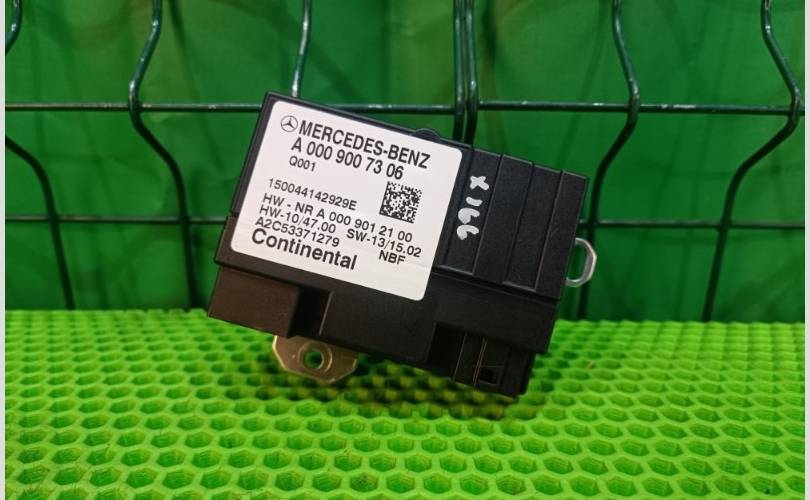 MERCEDES-BENZ
A 000 900 73 06
Q001
150044142929E
HW - NR A 000 901 21 00
HW-10/47.00 SW-13/15.02
A2C53371279 NBF
Continental
X166